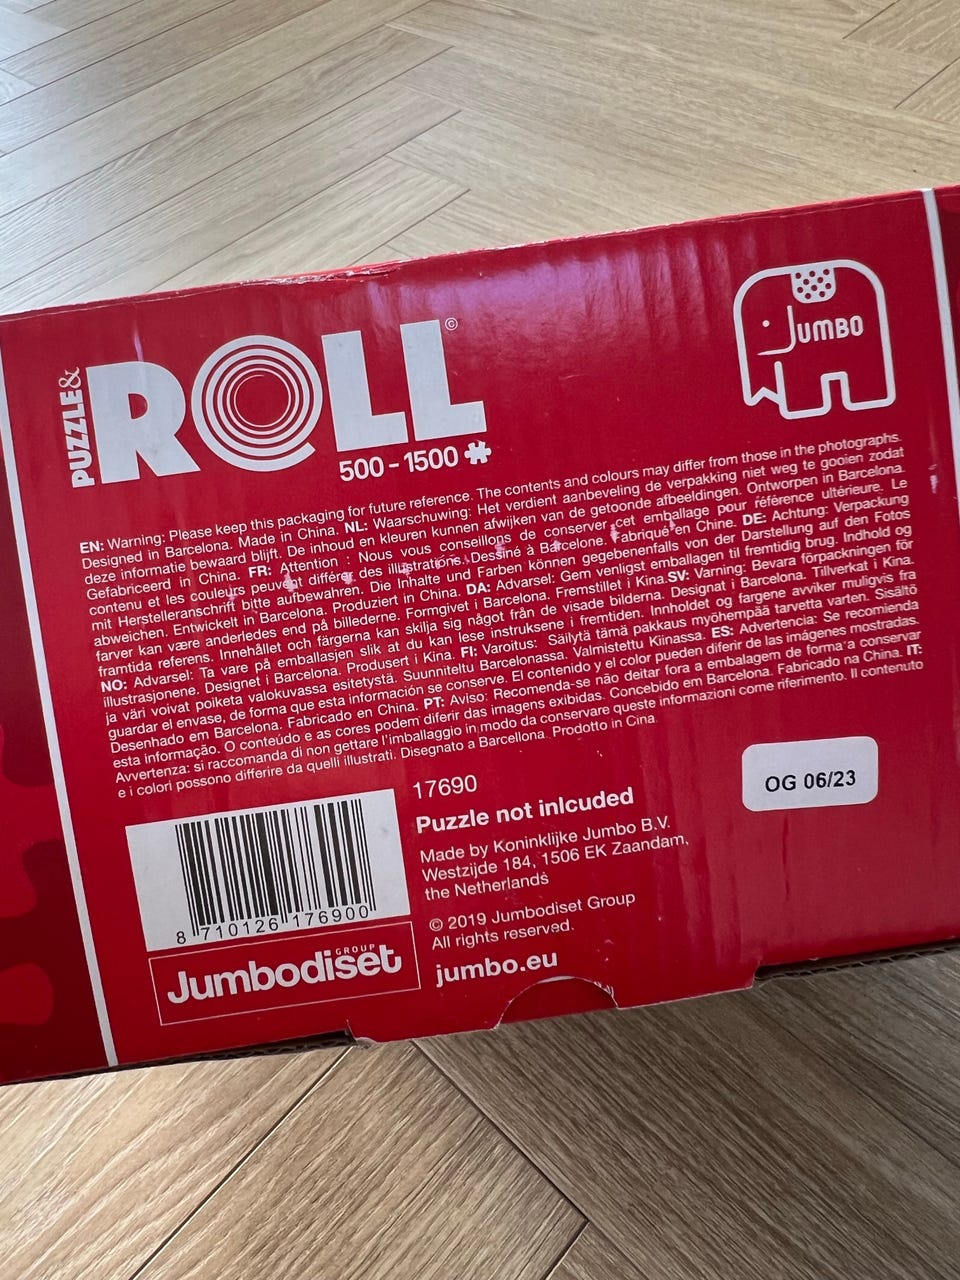 PUZZLE& ROLL©
500 - 1500
JUMBO
EN: Warning: Please keep this packaging for future reference. The contents and colours may differ from those in the photographs.
Designed in Barcelona. Made in China. NL: Waarschuwing: Het verdient aanbeveling de verpakking niet weg te gooien zodat
deze informatie bewaard blijft. De inhoud en kleuren kunnen afwijken van de getoonde afbeeldingen. Ontworpen in Barcelona.
Gefabriceerd in China. FR: Attention : Nous vous conseillons de conserver cet emballage pour référence ultérieure. Le
contenu et les couleurs peuvent différer des illustrations. Dessiné à Barcelone. Fabriqué en Chine. DE: Achtung: Verpackung
mit Herstelleranschrift bitte aufbewahren. Die Inhalte und Farben können gegebenenfalls von der Darstellung auf den Fotos
abweichen. Entwickelt in Barcelona. Produziert in China. DA: Advarsel: Gem venligst emballagen til fremtidig brug. Indhold og
farver kan være anderledes end på billederne. Formgivet i Barcelona. Fremstillet i Kina.SV: Varning: Bevara förpackningen för
framtida referens. Innehållet och färgerna kan skilja sig något från de visade bilderna. Designat i Barcelona. Tillverkat i Kina.
NO: Advarsel: Ta vare på emballasjen slik at du kan lese instruksene i fremtiden. Innholdet og fargene avviker muligvis fra
illustrasjonene. Designet i Barcelona. Produsert i Kina. FI: Varoitus: Säilytä tämä pakkaus myöhempää tarvetta varten. Sisältö
ja väri voivat poiketa valokuvassa esitetystä. Suunniteltu Barcelonassa. Valmistettu Kiinassa. ES: Advertencia: Se recomienda
guardar el envase, de forma que esta información se conserve. El contenido y el color pueden diferir de las imágenes mostradas.
Desenhado em Barcelona. Fabricado en China. PT: Aviso: Recomenda-se não deitar fora a embalagem de forma a conservar
esta informação. O conteúdo e as cores podem diferir das imagens exibidas. Concebido em Barcelona. Fabricado na China. IT:
Avvertenza: si raccomanda di non gettare l'imballaggio in modo da conservare queste informazioni come riferimento. Il contenuto
e i colori possono differire da quelli illustrati. Disegnato a Barcellona. Prodotto in Cina.
17690
Puzzle not inlcuded
Made by Koninklijke Jumbo B.V.
Westzijde 184, 1506 EK Zaandam,
the Netherlands
© 2019 Jumbodiset Group
All rights reserved.
jumbo.eu
OG 06/23
8 710126 176900
GROUP
Jumbodiset